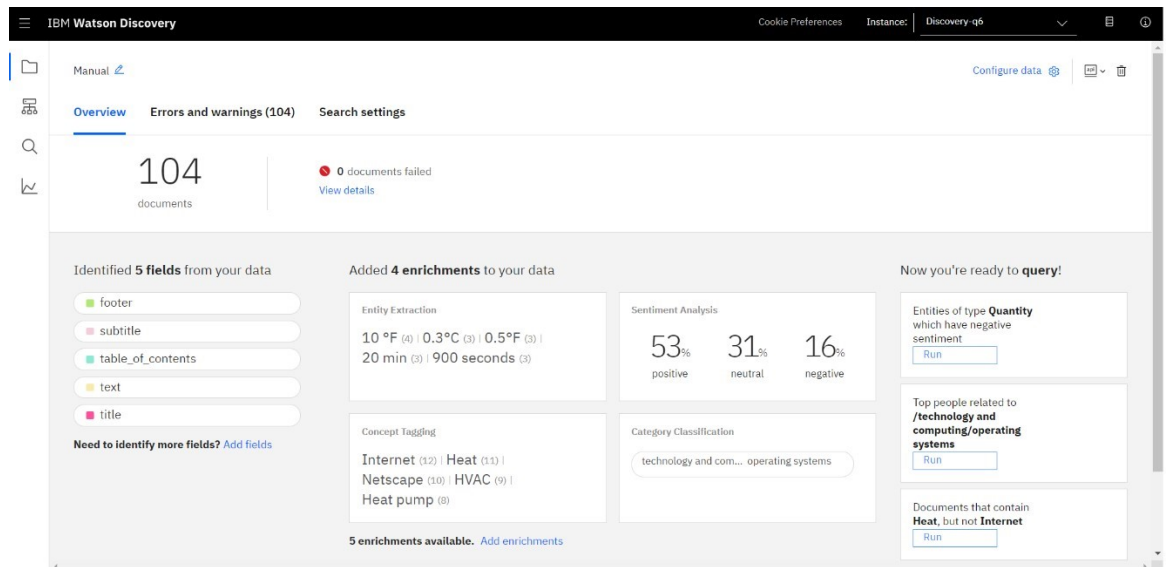 IBM Watson Discovery
Cookie Preferences
Instance:
Discovery-q6
Manual
Configure data
Overview
Errors and warnings (104)
Search settings
104
documents
0 documents failed
View details
Identified 5 fields from your data
footer
subtitle
table_of_contents
text
title
Need to identify more fields? Add fields
Added 4 enrichments to your data
Entity Extraction
10 °F (4) | 0.3°C (3) | 0.5°F (3) |
20 min (3) | 900 seconds (3)
Sentiment Analysis
53% 31% 16%
positive neutral negative
Concept Tagging
Internet (12) | Heat (11) |
Netscape (10) | HVAC (9) |
Heat pump (8)
Category Classification
technology and com... operating systems
5 enrichments available. Add enrichments
Now you're ready to query!
Entities of type Quantity
which have negative
sentiment
Run
Top people related to
/technology and
computing/operating
systems
Run
Documents that contain
Heat, but not Internet
Run